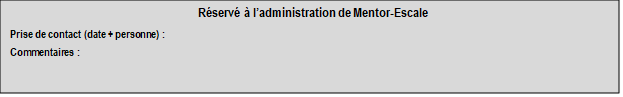 Réservé à l’administration de Mentor-Escale
Prise de contact (date + personne) :
Commentaires :